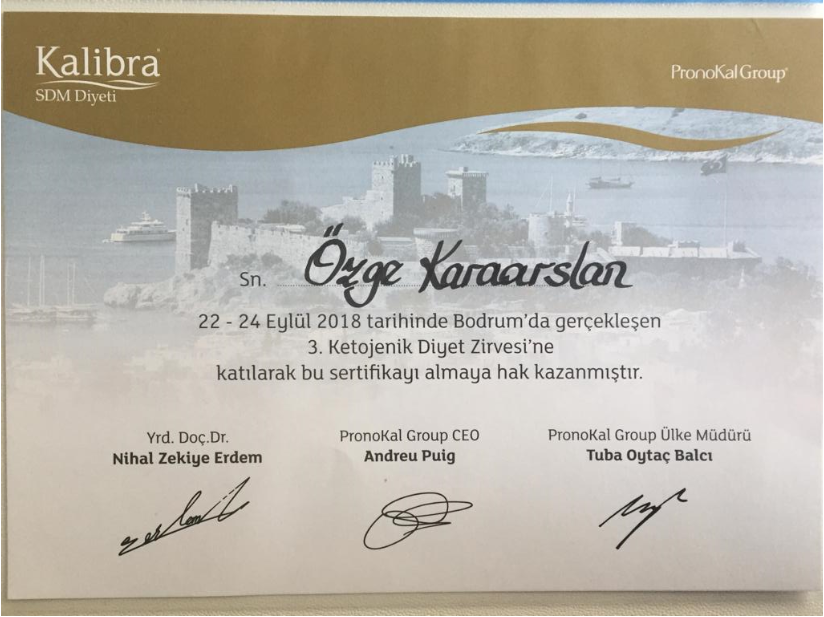 Kalibra
SDM Diyeti
PronoKal Group
Sn. Özge Karaarslan
22 - 24 Eylül 2018 tarihinde Bodrum'da gerçekleşen
3. Ketojenik Diyet Zirvesi'ne
katılarak bu sertifikayı almaya hak kazanmıştır.
Yrd. Doç.Dr.
Nihal Zekiye Erdem
PronoKal Group CEO
Andreu Puig
PronoKal Group Ülke Müdürü
Tuba Oytaç Balcı